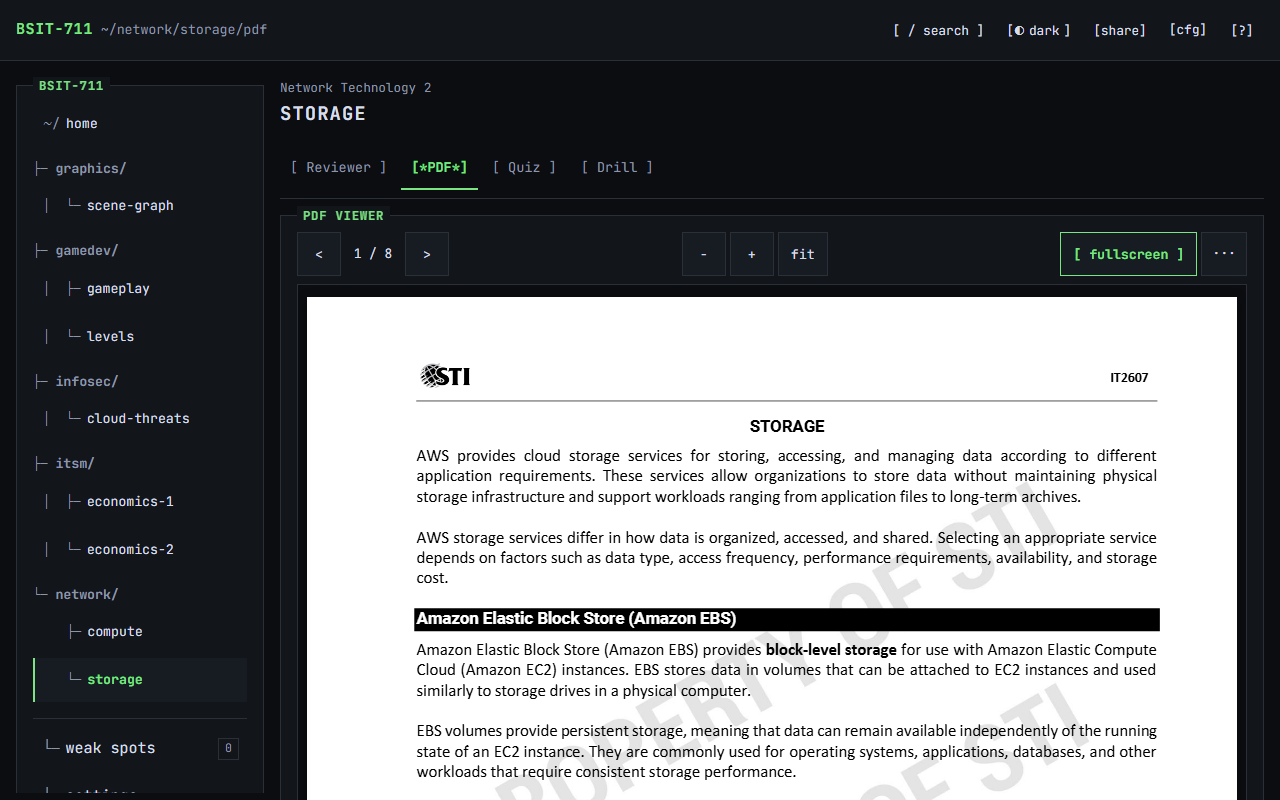 BSIT-711 ~/network/storage/pdf
[ / search ] [◐ dark ] [share] [cfg] [?]
BSIT-711
~/ home
├─ graphics/
│ └─ scene-graph
├─ gamedev/
│ ├─ gameplay
│ └─ levels
├─ infosec/
│ └─ cloud-threats
├─ itsm/
│ ├─ economics-1
│ └─ economics-2
└─ network/
├─ compute
└─ storage
└─ weak spots 0
Network Technology 2
STORAGE
[ Reviewer ] [*PDF*] [ Quiz ] [ Drill ]
PDF VIEWER
< 1 / 8 > - + fit [ fullscreen ] ···
STI IT2607
STORAGE
AWS provides cloud storage services for storing, accessing, and managing data according to different
application requirements. These services allow organizations to store data without maintaining physical
storage infrastructure and support workloads ranging from application files to long-term archives.
AWS storage services differ in how data is organized, accessed, and shared. Selecting an appropriate service
depends on factors such as data type, access frequency, performance requirements, availability, and storage
cost.
Amazon Elastic Block Store (Amazon EBS)
Amazon Elastic Block Store (Amazon EBS) provides block-level storage for use with Amazon Elastic Compute
Cloud (Amazon EC2) instances. EBS stores data in volumes that can be attached to EC2 instances and used
similarly to storage drives in a physical computer.
EBS volumes provide persistent storage, meaning that data can remain available independently of the running
state of an EC2 instance. They are commonly used for operating systems, applications, databases, and other
workloads that require consistent storage performance.
OPERTY OF STI
OF STI